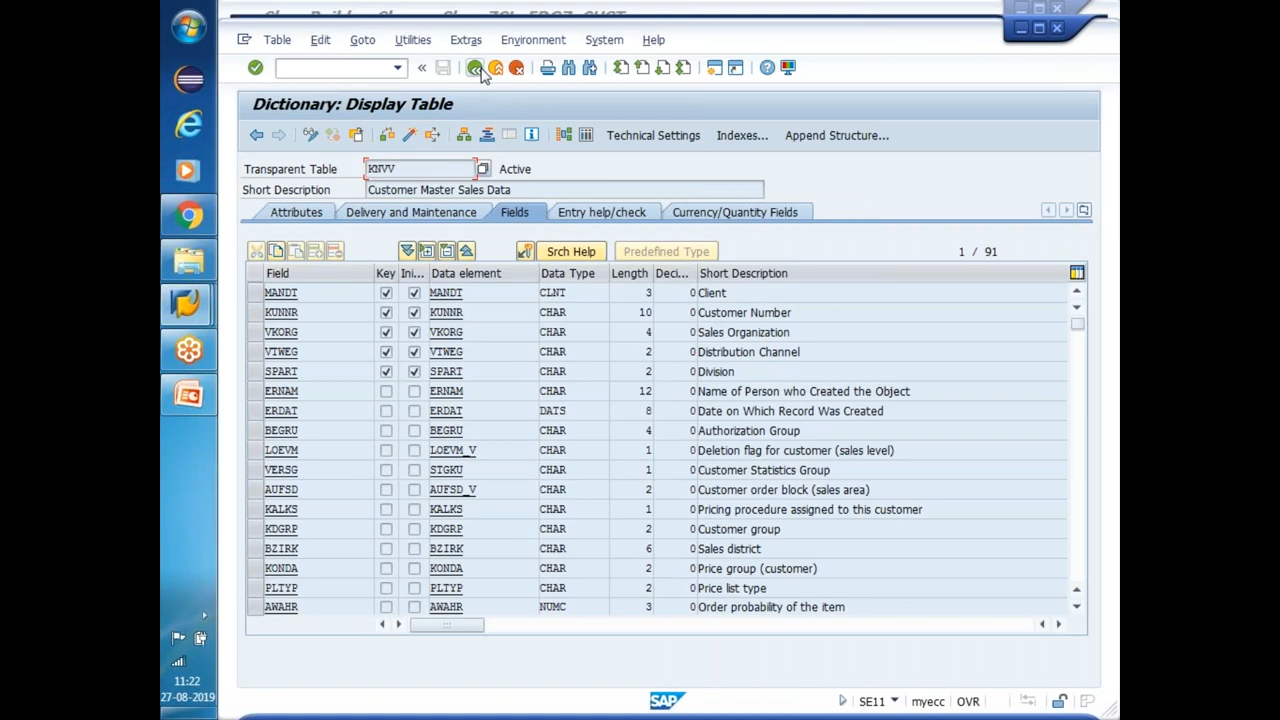 Table Edit Goto Utilities Extras Environment System Help
Dictionary: Display Table
Technical Settings Indexes... Append Structure...
Transparent Table KNVV Active
Short Description Customer Master Sales Data
Attributes Delivery and Maintenance Fields Entry help/check Currency/Quantity Fields
Srch Help Predefined Type 1 / 91
Field Key Ini... Data element Data Type Length Deci... Short Description
MANDT MANDT CLNT 3 0 Client
KUNNR KUNNR CHAR 10 0 Customer Number
VKORG VKORG CHAR 4 0 Sales Organization
VTWEG VTWEG CHAR 2 0 Distribution Channel
SPART SPART CHAR 2 0 Division
ERNAM ERNAM CHAR 12 0 Name of Person who Created the Object
ERDAT ERDAT DATS 8 0 Date on Which Record Was Created
BEGRU BEGRU CHAR 4 0 Authorization Group
LOEVM LOEVM_V CHAR 1 0 Deletion flag for customer (sales level)
VERSG STGKU CHAR 1 0 Customer Statistics Group
AUFSD AUFSD_V CHAR 2 0 Customer order block (sales area)
KALKS KALKS CHAR 1 0 Pricing procedure assigned to this customer
KDGRP KDGRP CHAR 2 0 Customer group
BZIRK BZIRK CHAR 6 0 Sales district
KONDA KONDA CHAR 2 0 Price group (customer)
PLTYP PLTYP CHAR 2 0 Price list type
AWAHR AWAHR NUMC 3 0 Order probability of the item
11:22
27-08-2019
SAP SE11 myecc OVR